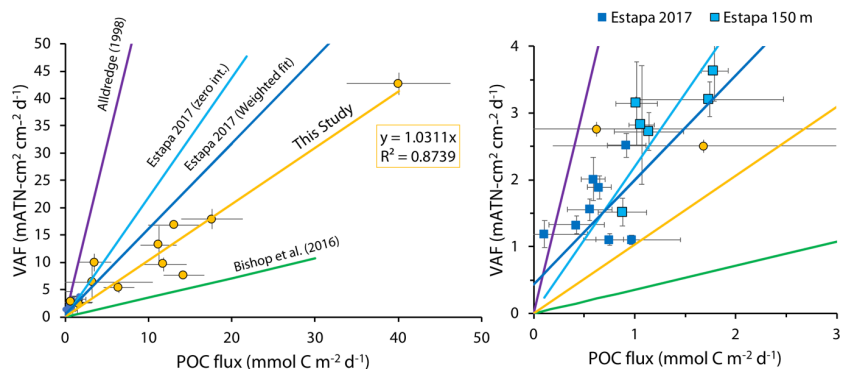 Estapa 2017
Estapa 150 m
VAF (mATN-cm² cm⁻² d⁻¹)
50
45
40
35
30
25
20
15
10
5
0
Alldredge (1998)
Estapa 2017 (zero int.)
Estapa 2017 (Weighted fit)
This Study
y = 1.0311x
R² = 0.8739
Bishop et al. (2016)
0 10 20 30 40 50
POC flux (mmol C m⁻² d⁻¹)
VAF (mATN-cm² cm⁻² d⁻¹)
4
3
2
1
0
0 1 2 3
POC flux (mmol C m⁻² d⁻¹)